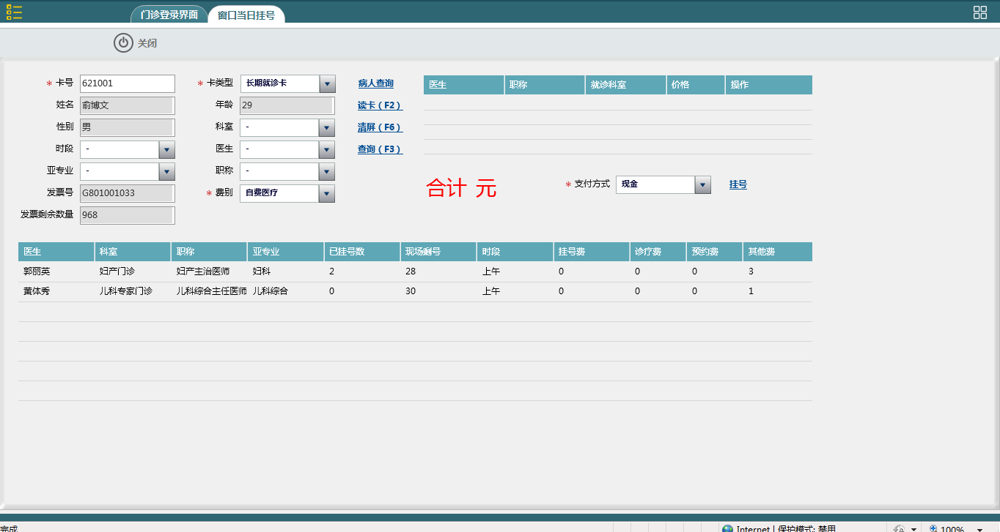 门诊登录界面 窗口当日挂号
关闭
* 卡号 621001 * 卡类型 长期就诊卡 病人查询
姓名 俞博文 年龄 29 读卡（F2）
性别 男 科室 - 清屏（F6）
时段 - 医生 - 查询（F3）
亚专业 - 职称 -
发票号 G801001033 * 费别 自费医疗
发票剩余数量 968
医生 职称 就诊科室 价格 操作
合计 元 * 支付方式 现金 挂号
医生 科室 职称 亚专业 已挂号数 现场剩号 时段 挂号费 诊疗费 预约费 其他费
郭丽英 妇产门诊 妇产主治医师 妇科 2 28 上午 0 0 0 3
黄体秀 儿科专家门诊 儿科综合主任医师 儿科综合 0 30 上午 0 0 0 1
完成 Internet | 保护模式: 禁用 100%